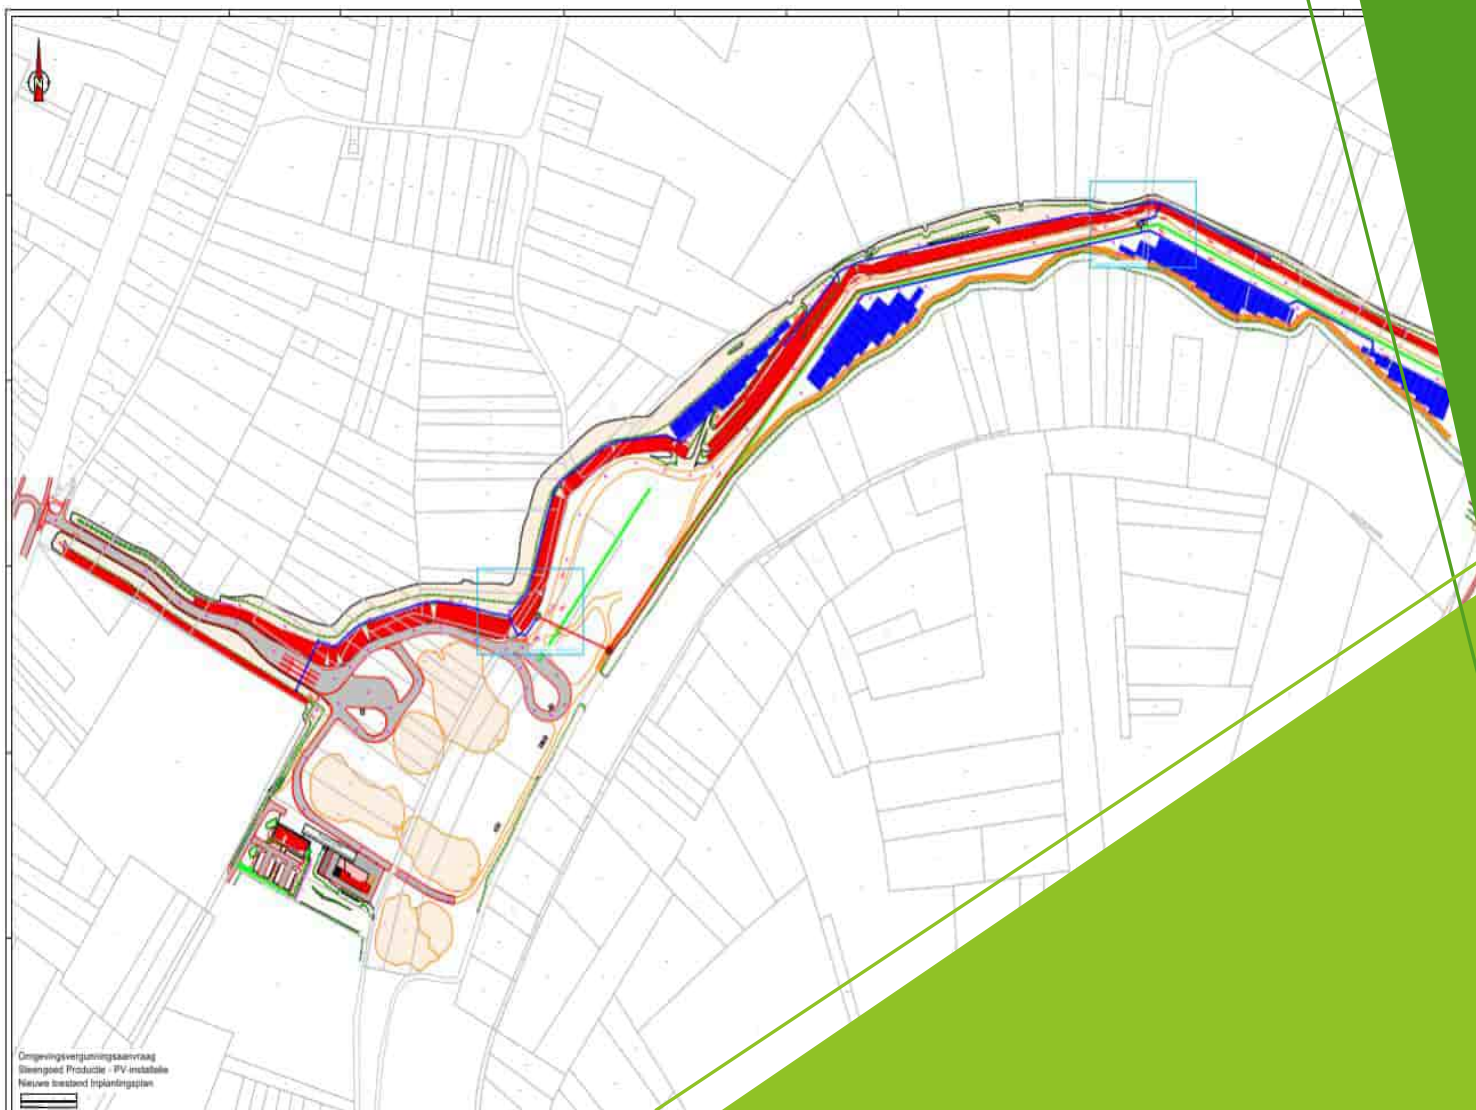 N
Omgevingsvergunningsaanvraag
Steengoed Productie - PV-installatie
Nieuwe toestand Inplantingsplan